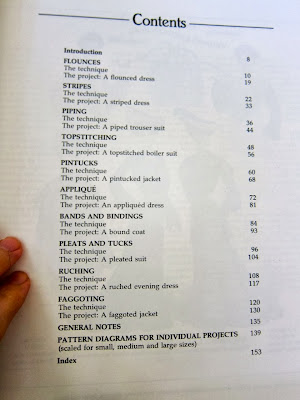 Contents
Introduction 8
FLOUNCES
The technique 10
The project: A flounced dress 19
STRIPES
The technique 22
The project: A striped dress 33
PIPING
The technique 36
The project: A piped trouser suit 44
TOPSTITCHING
The technique 48
The project: A topstitched boiler suit 56
PINTUCKS
The technique 60
The project: A pintucked jacket 68
APPLIQUÉ
The technique 72
The project: An appliquéd dress 81
BANDS AND BINDINGS
The technique 84
The project: A bound coat 93
PLEATS AND TUCKS
The technique 96
The project: A pleated suit 104
RUCHING
The technique 108
The project: A ruched evening dress 117
FAGGOTING
The technique 120
The project: A faggoted jacket 130
GENERAL NOTES 135
PATTERN DIAGRAMS FOR INDIVIDUAL PROJECTS 139
(scaled for small, medium and large sizes)
Index 153